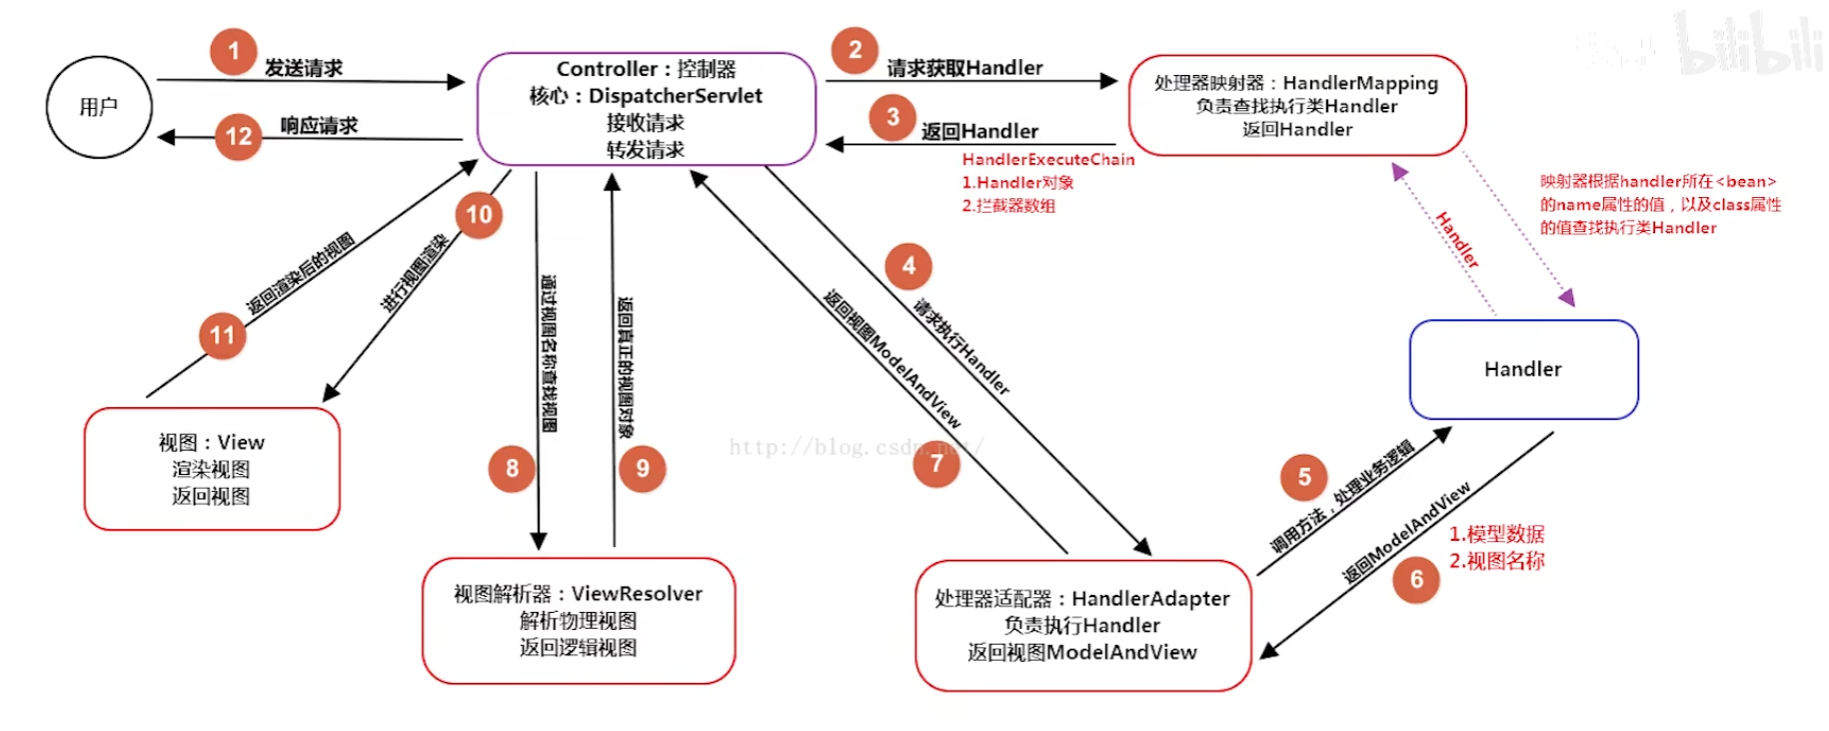 bilibili
1
发送请求
用户
12
响应请求
Controller：控制器
核心：DispatcherServlet
接收请求
转发请求
2
请求获取Handler
3
返回Handler
HandlerExecuteChain
1.Handler对象
2.拦截器数组
处理器映射器：HandlerMapping
负责查找执行类Handler
返回Handler
映射器根据handler所在<bean>
的name属性的值，以及class属性
的值查找执行类Handler
Handler
Handler
10
进行视图渲染
11
返回渲染后的视图
视图：View
渲染视图
返回视图
8
通过视图名称查找视图
9
返回真正的视图对象
视图解析器：ViewResolver
解析物理视图
返回逻辑视图
4
请求执行Handler
7
返回视图ModelAndView
http://blog.csdn.net/
处理器适配器：HandlerAdapter
负责执行Handler
返回视图ModelAndView
5
调用方法，处理业务逻辑
6
返回ModelAndView
1.模型数据
2.视图名称